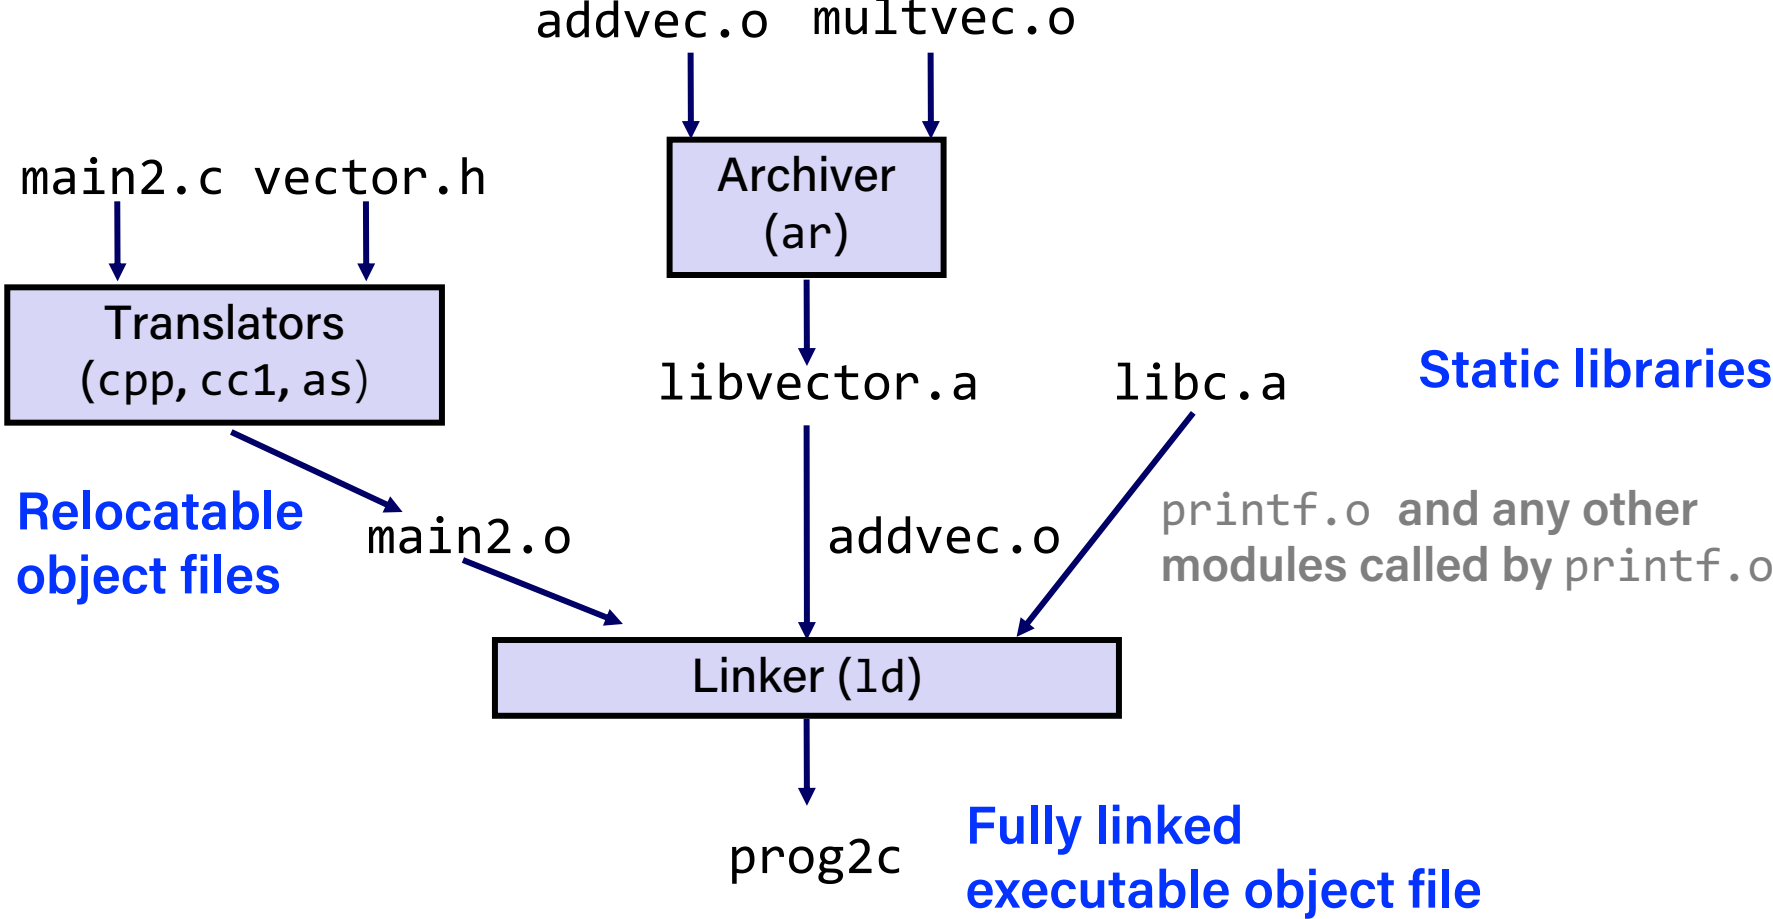 addvec.o multvec.o
main2.c vector.h
Archiver
(ar)
Translators
(cpp, cc1, as)
libvector.a
libc.a
Static libraries
Relocatable
object files
main2.o
addvec.o
printf.o and any other
modules called by printf.o
Linker (ld)
prog2c
Fully linked
executable object file